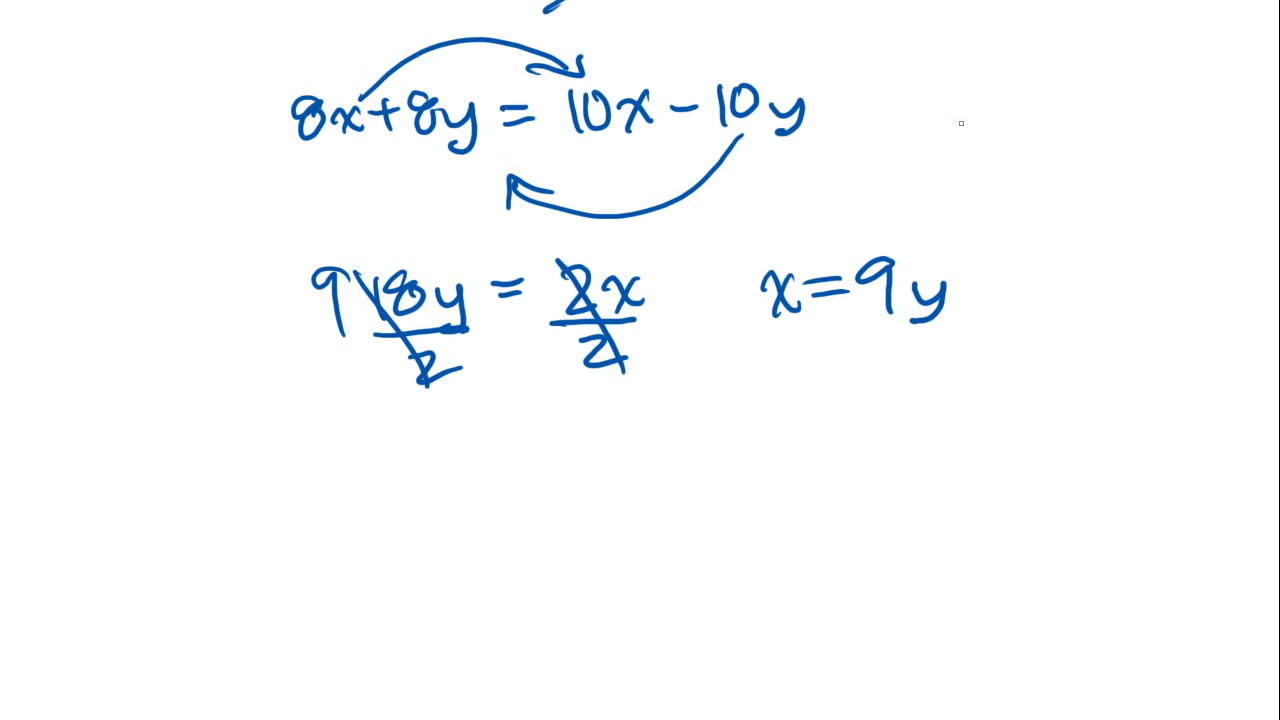 8x+8y = 10x - 10y
9 18y/2 = 2x/2 x=9y